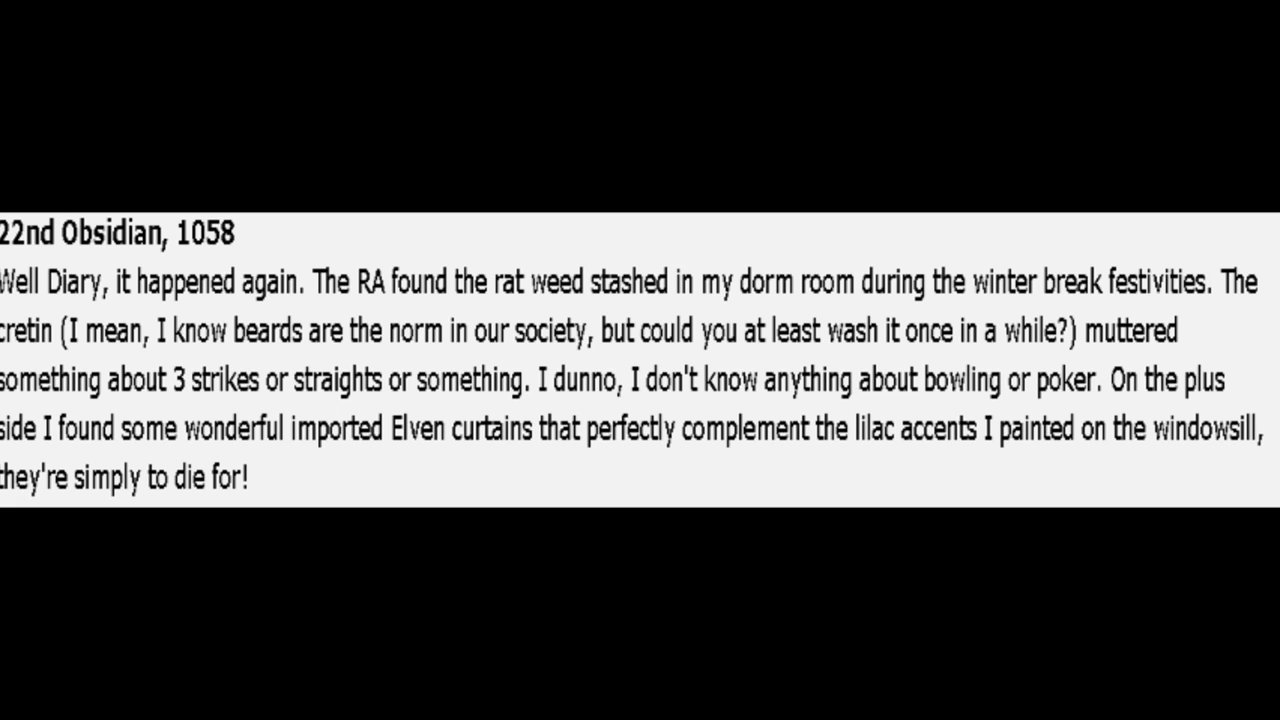 22nd Obsidian, 1058
Well Diary, it happened again. The RA found the rat weed stashed in my dorm room during the winter break festivities. The
cretin (I mean, I know beards are the norm in our society, but could you at least wash it once in a while?) muttered
something about 3 strikes or straights or something. I dunno, I don't know anything about bowling or poker. On the plus
side I found some wonderful imported Elven curtains that perfectly complement the lilac accents I painted on the windowsill,
they're simply to die for!